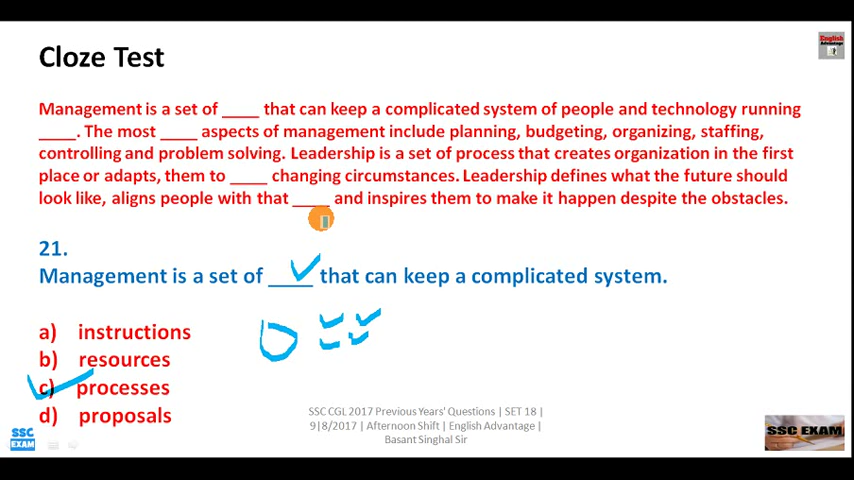 Cloze Test
English
Advantage
Management is a set of ____ that can keep a complicated system of people and technology running
____. The most ____ aspects of management include planning, budgeting, organizing, staffing,
controlling and problem solving. Leadership is a set of process that creates organization in the first
place or adapts, them to ____ changing circumstances. Leadership defines what the future should
look like, aligns people with that ____ and inspires them to make it happen despite the obstacles.
21.
Management is a set of ____ that can keep a complicated system.
a) instructions
b) resources
c) processes
d) proposals
SSC CGL 2017 Previous Years' Questions | SET 18 |
9|8/2017 | Afternoon Shift | English Advantage |
Basant Singhal Sir
SSC
EXAM
SSC EXAM